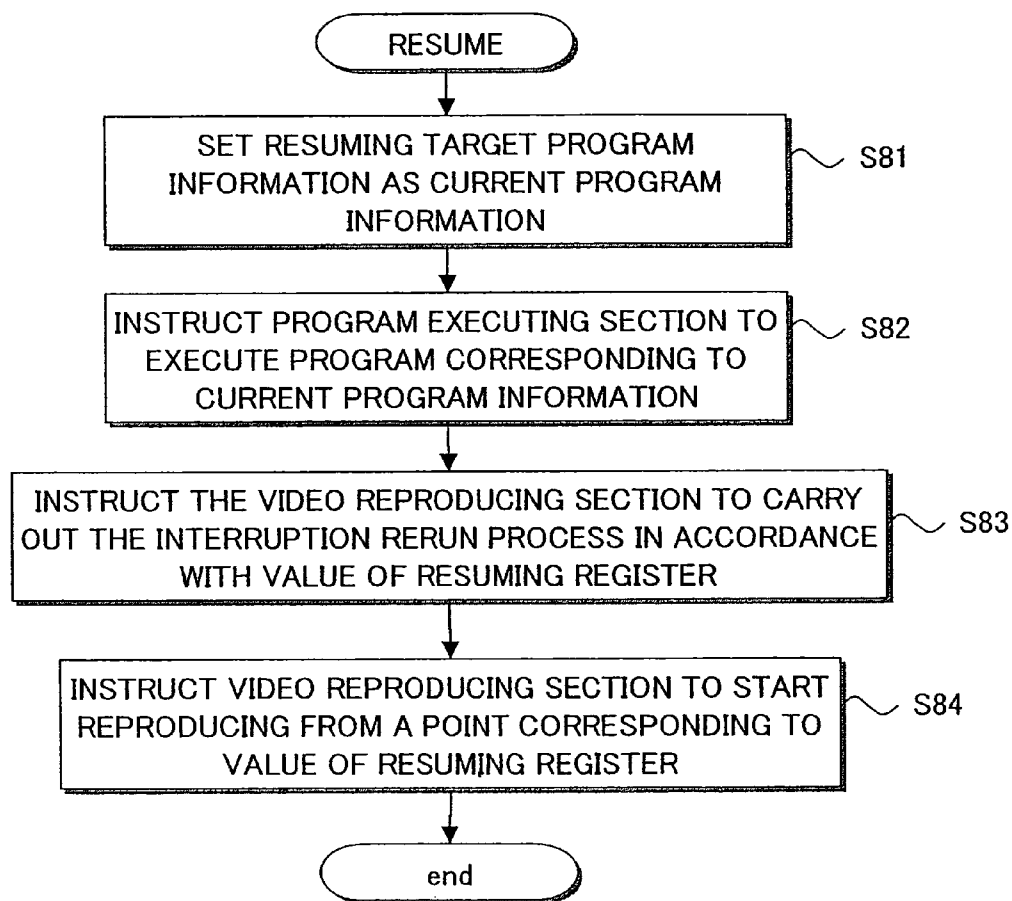 RESUME
SET RESUMING TARGET PROGRAM
INFORMATION AS CURRENT PROGRAM
INFORMATION
S81
INSTRUCT PROGRAM EXECUTING SECTION TO
EXECUTE PROGRAM CORRESPONDING TO
CURRENT PROGRAM INFORMATION
S82
INSTRUCT THE VIDEO REPRODUCING SECTION TO CARRY
OUT THE INTERRUPTION RERUN PROCESS IN ACCORDANCE
WITH VALUE OF RESUMING REGISTER
S83
INSTRUCT VIDEO REPRODUCING SECTION TO START
REPRODUCING FROM A POINT CORRESPONDING TO
VALUE OF RESUMING REGISTER
S84
end